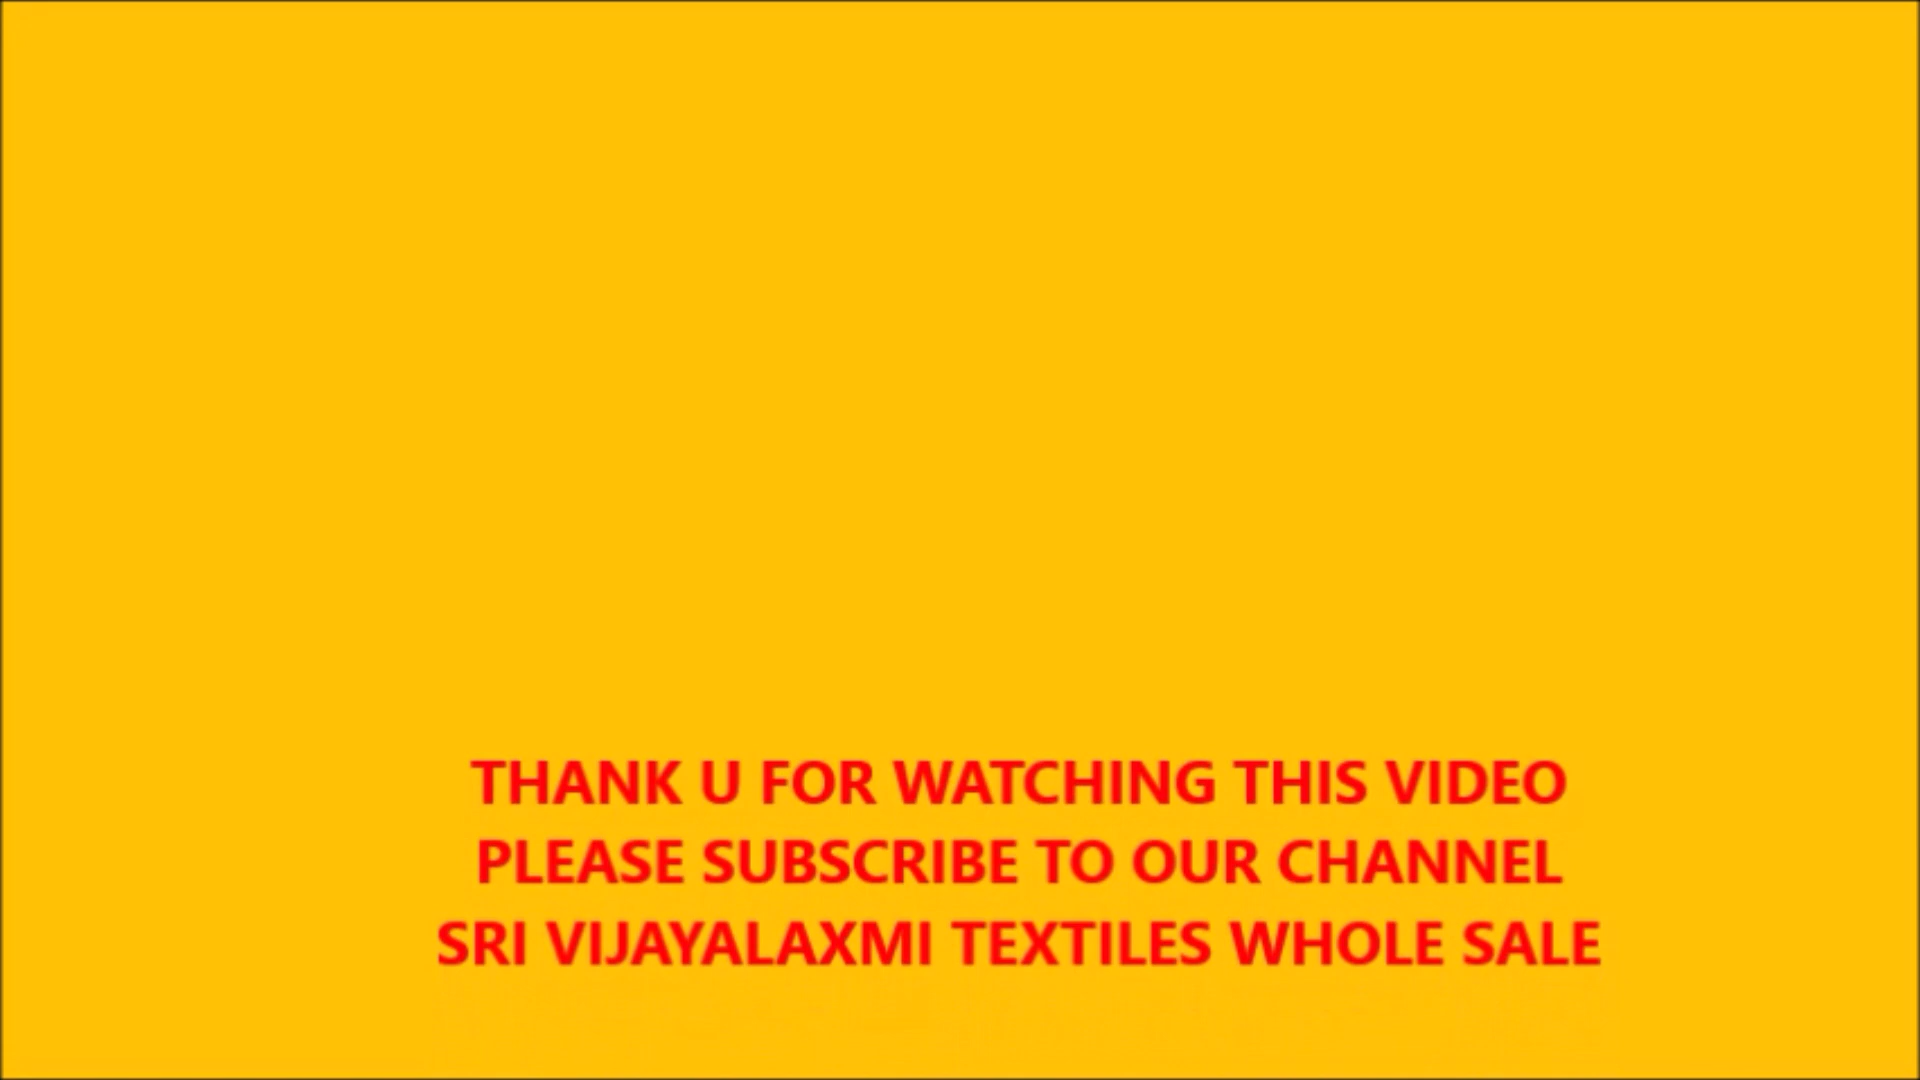 THANK U FOR WATCHING THIS VIDEO
PLEASE SUBSCRIBE TO OUR CHANNEL
SRI VIJAYALAXMI TEXTILES WHOLE SALE